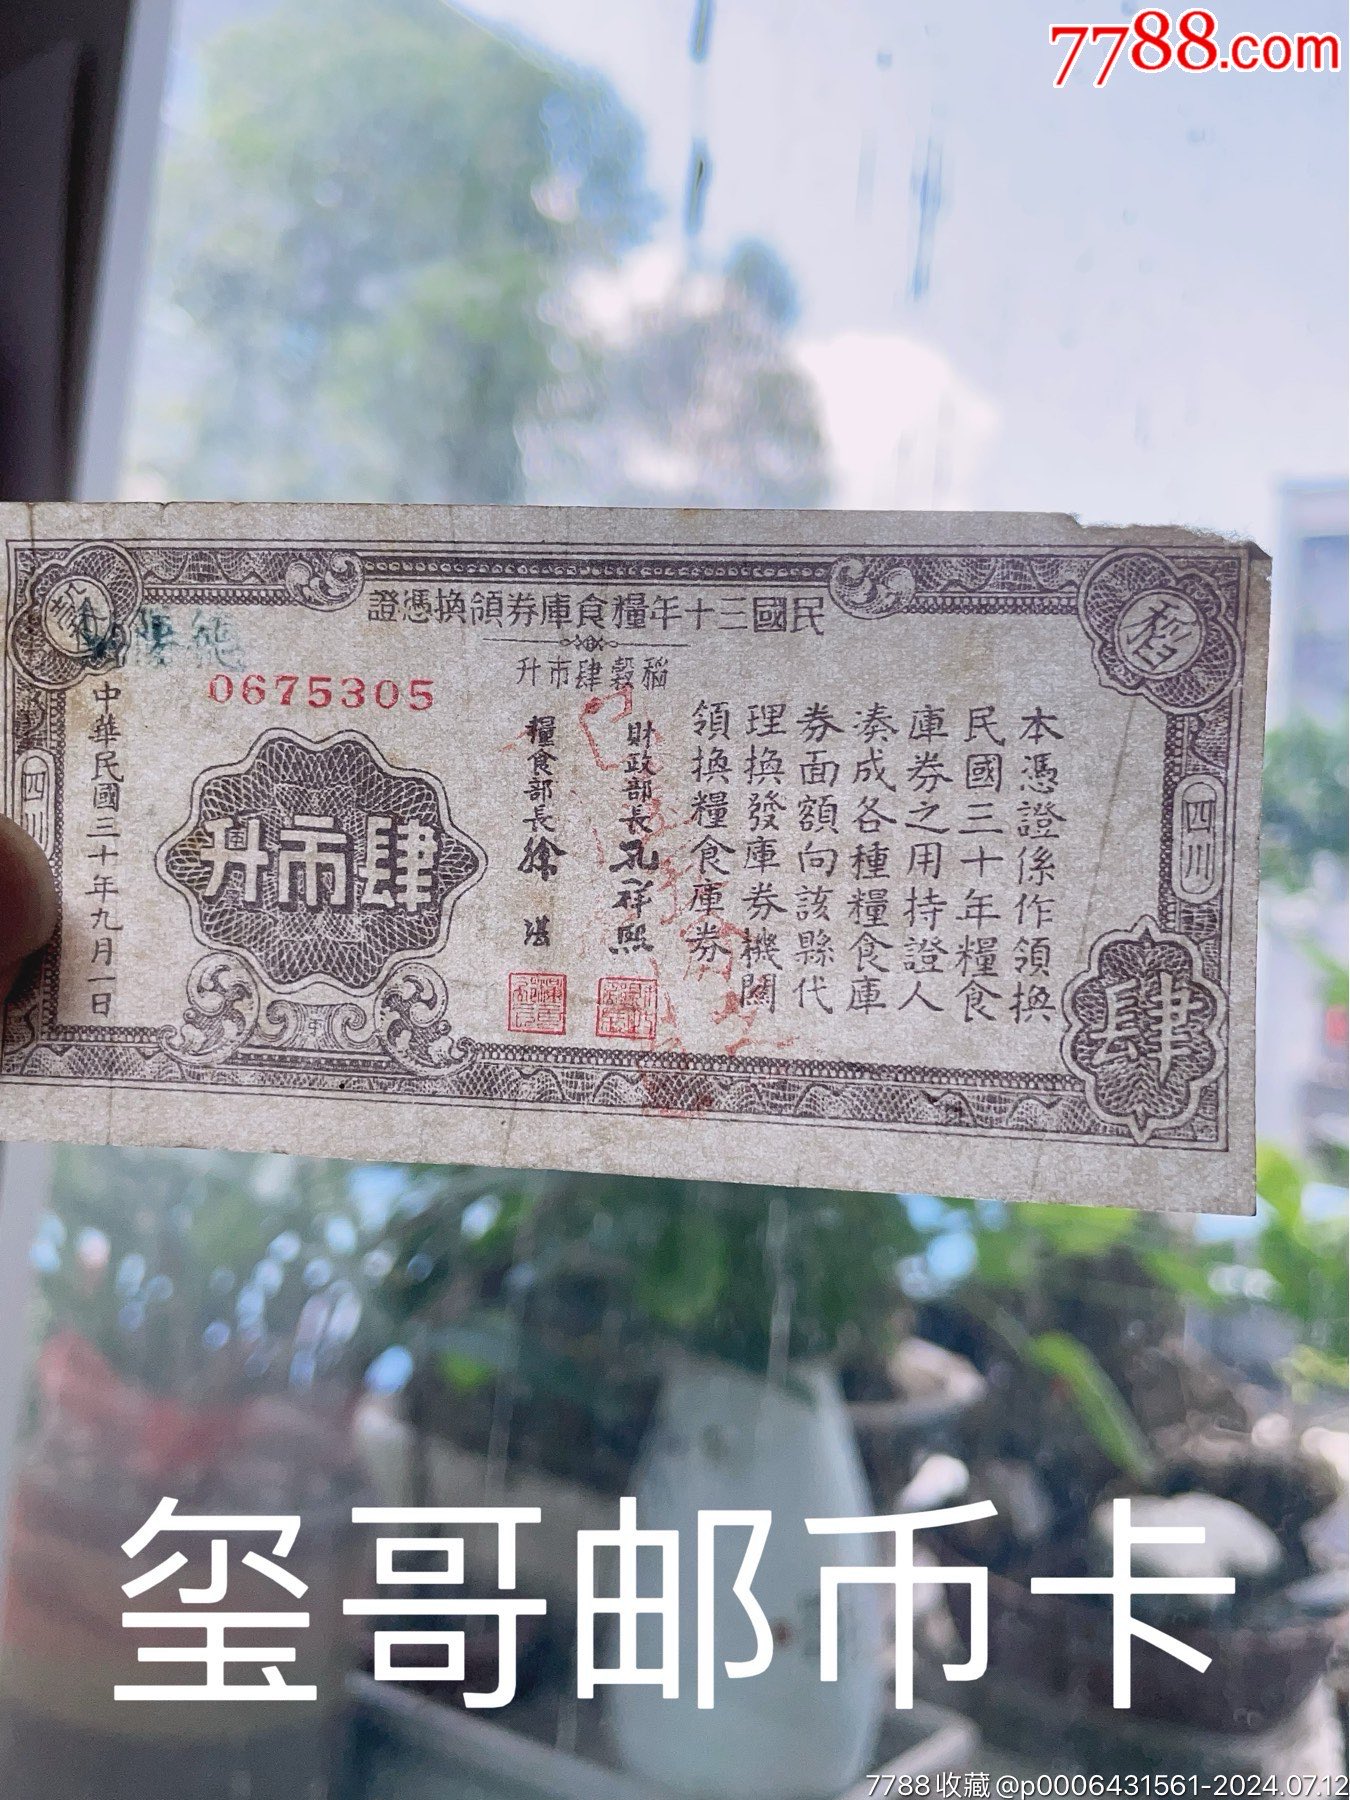 7788.com
民國三十年糧食庫券領換憑證
稻穀肆市升
0675305
肆市升
本憑證係作領換
民國三十年糧食
庫券之用持證人
湊成各種糧食庫
券面額向該縣代
理換發庫券機關
領換糧食庫券
財政部長孔祥熙
糧食部長徐堪
中華民國三十年九月一日
四川
四川
肆
玺哥邮币卡
7788收藏@p0006431561-2024.07.12